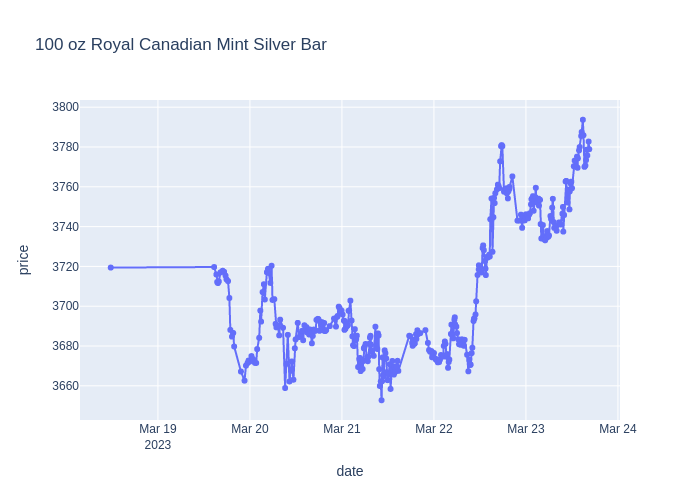 100 oz Royal Canadian Mint Silver Bar
3800
3780
3760
3740
3720
3700
3680
3660
price
Mar 19
2023
Mar 20
Mar 21
Mar 22
Mar 23
Mar 24
date